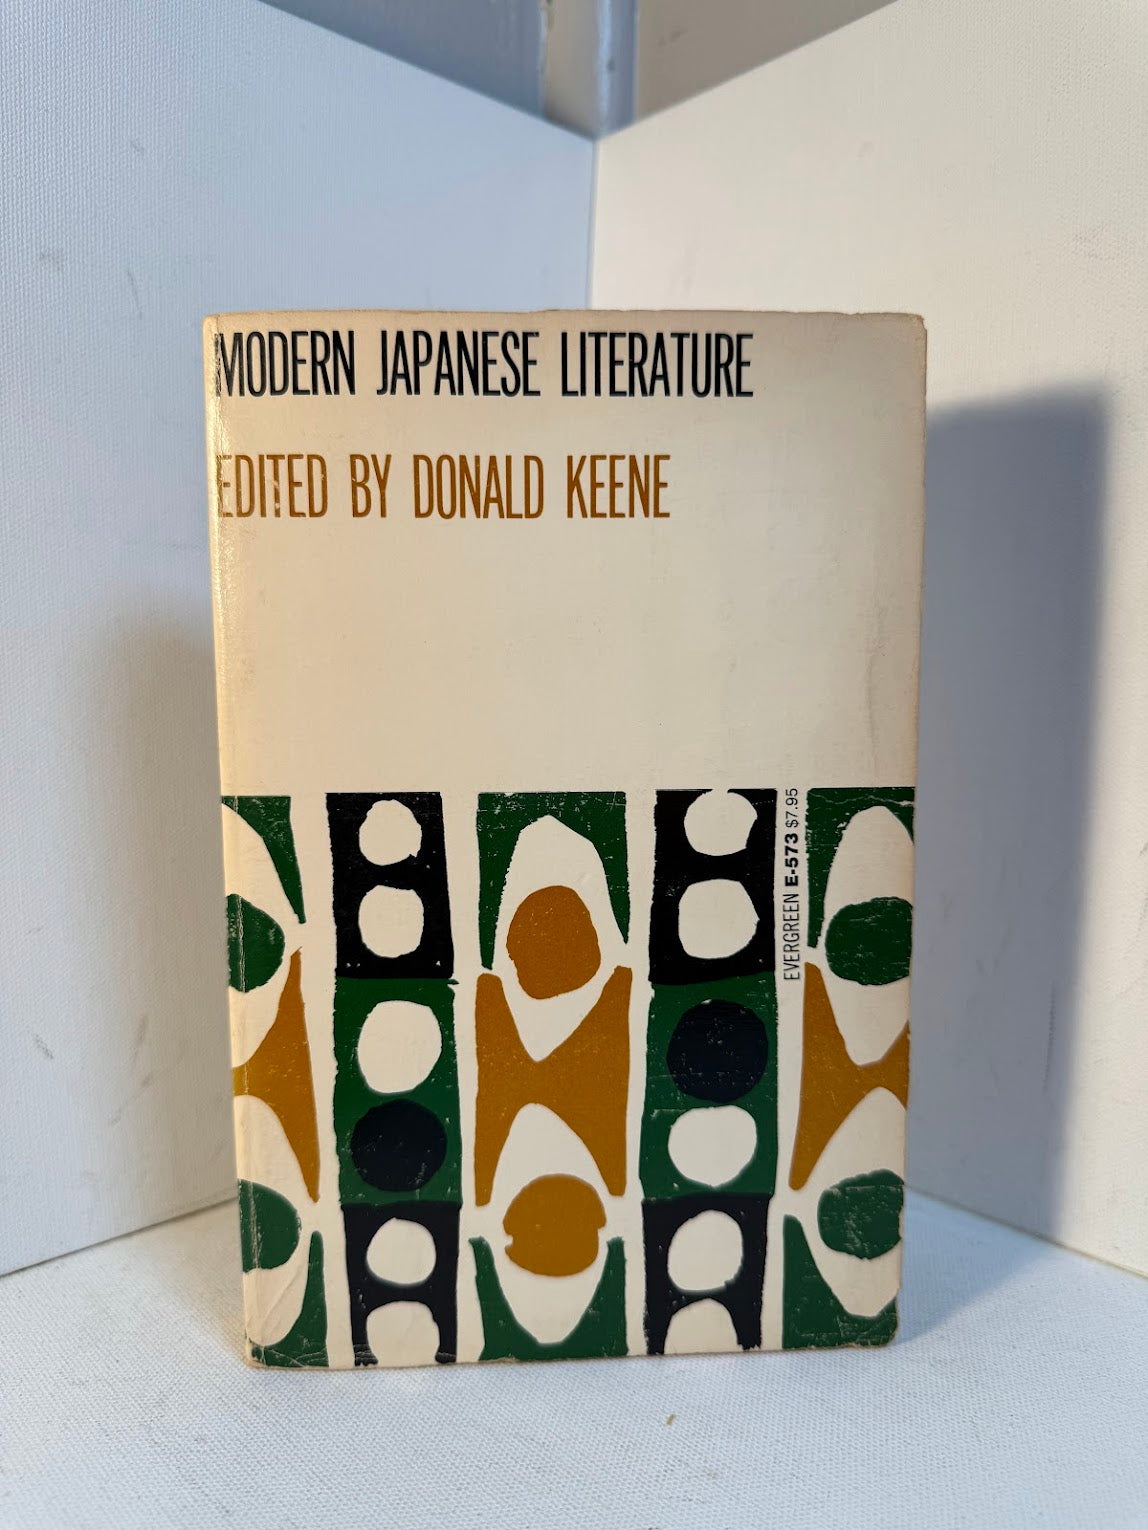 MODERN JAPANESE LITERATURE
EDITED BY DONALD KEENE
EVERGREEN E-573 $7.95